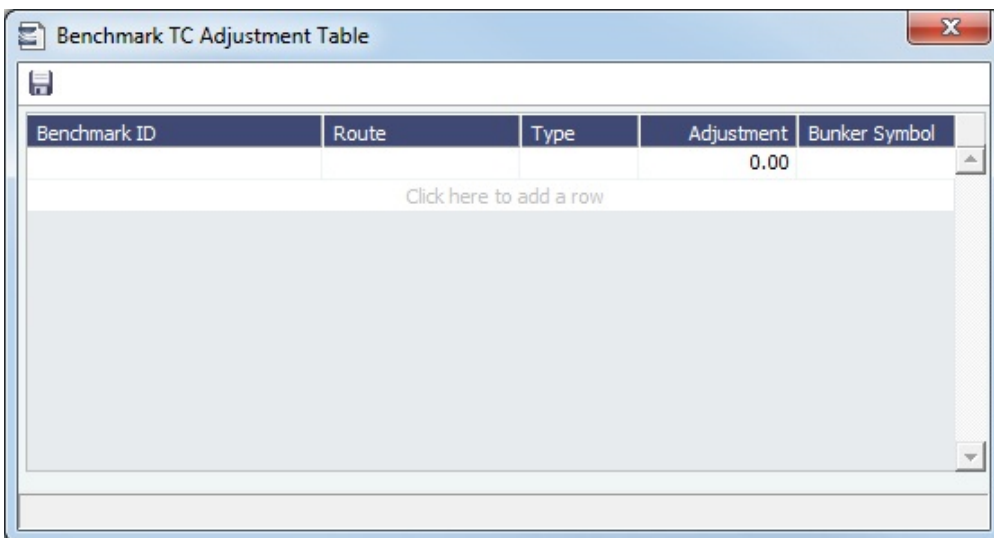 Benchmark TC Adjustment Table
Benchmark ID Route Type Adjustment Bunker Symbol
0.00
Click here to add a row